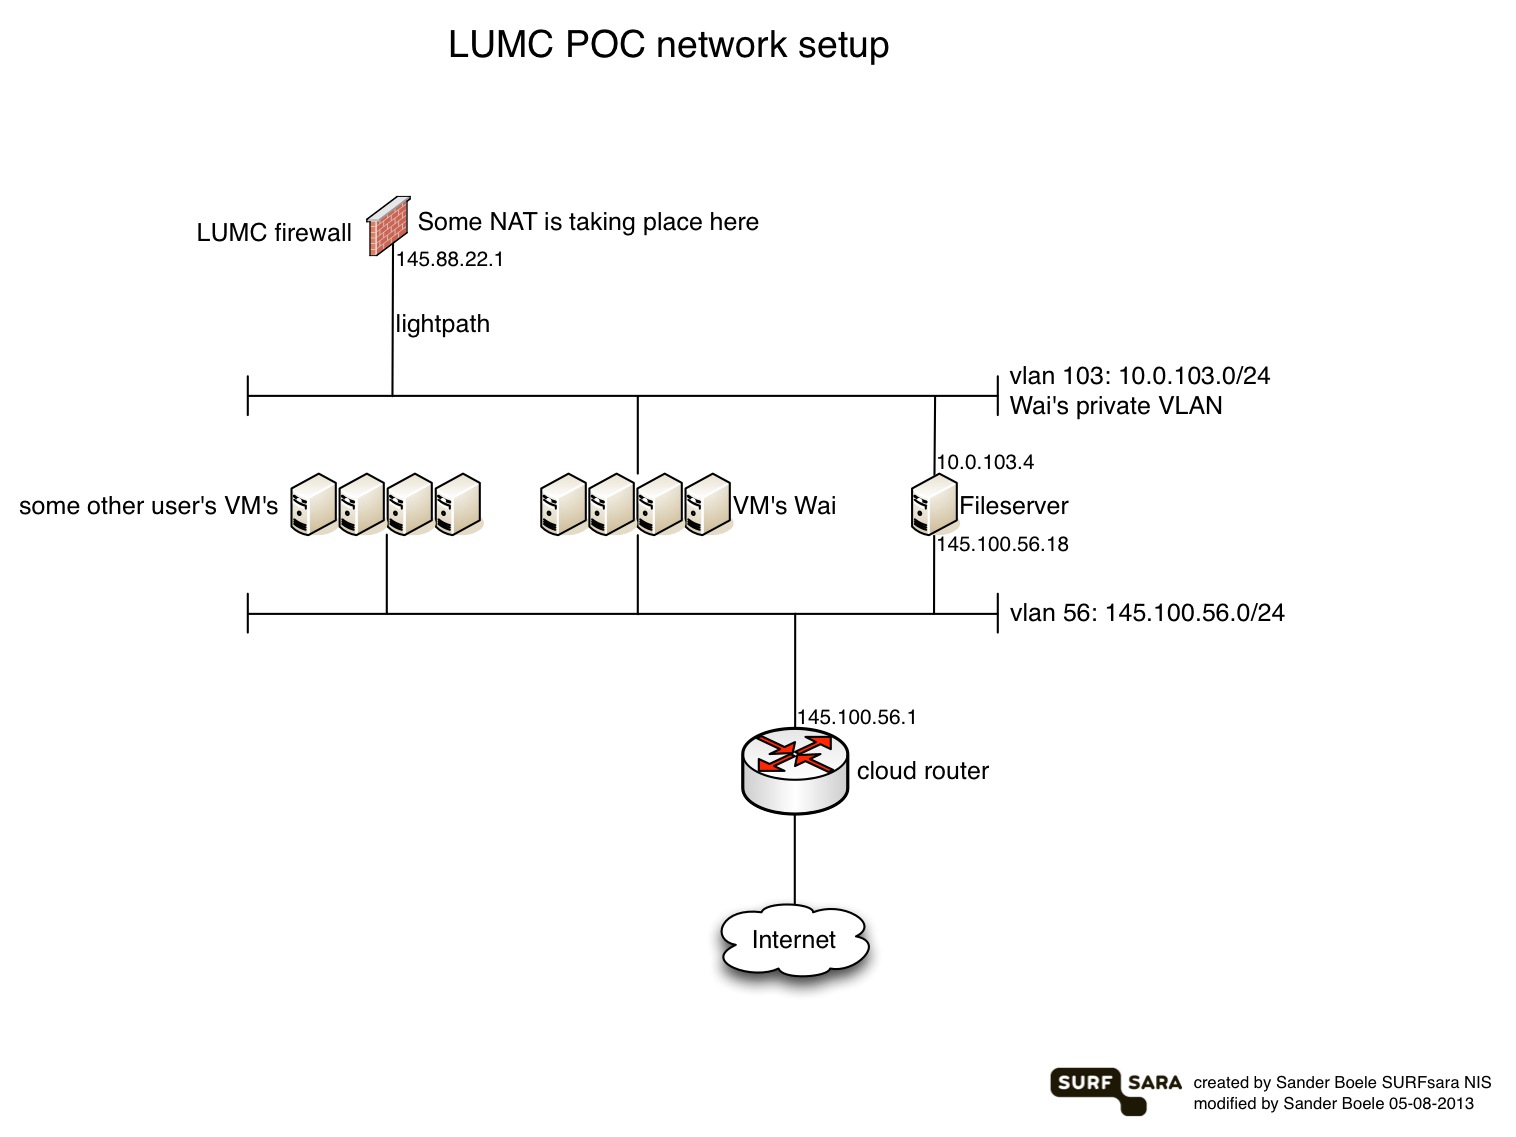 LUMC POC network setup
LUMC firewall
Some NAT is taking place here
145.88.22.1
lightpath
vlan 103: 10.0.103.0/24
Wai's private VLAN
10.0.103.4
some other user's VM's
VM's Wai
Fileserver
145.100.56.18
vlan 56: 145.100.56.0/24
145.100.56.1
cloud router
Internet
SURF SARA
created by Sander Boele SURFsara NIS
modified by Sander Boele 05-08-2013